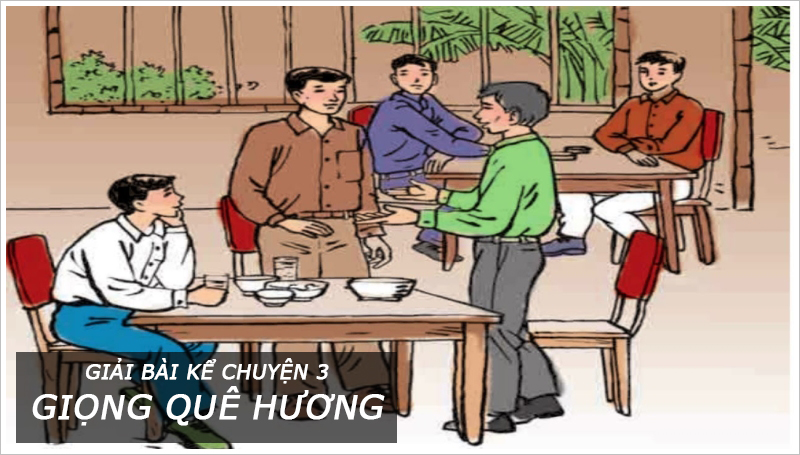 GIẢI BÀI KỂ CHUYỆN 3
GIỌNG QUÊ HƯƠNG